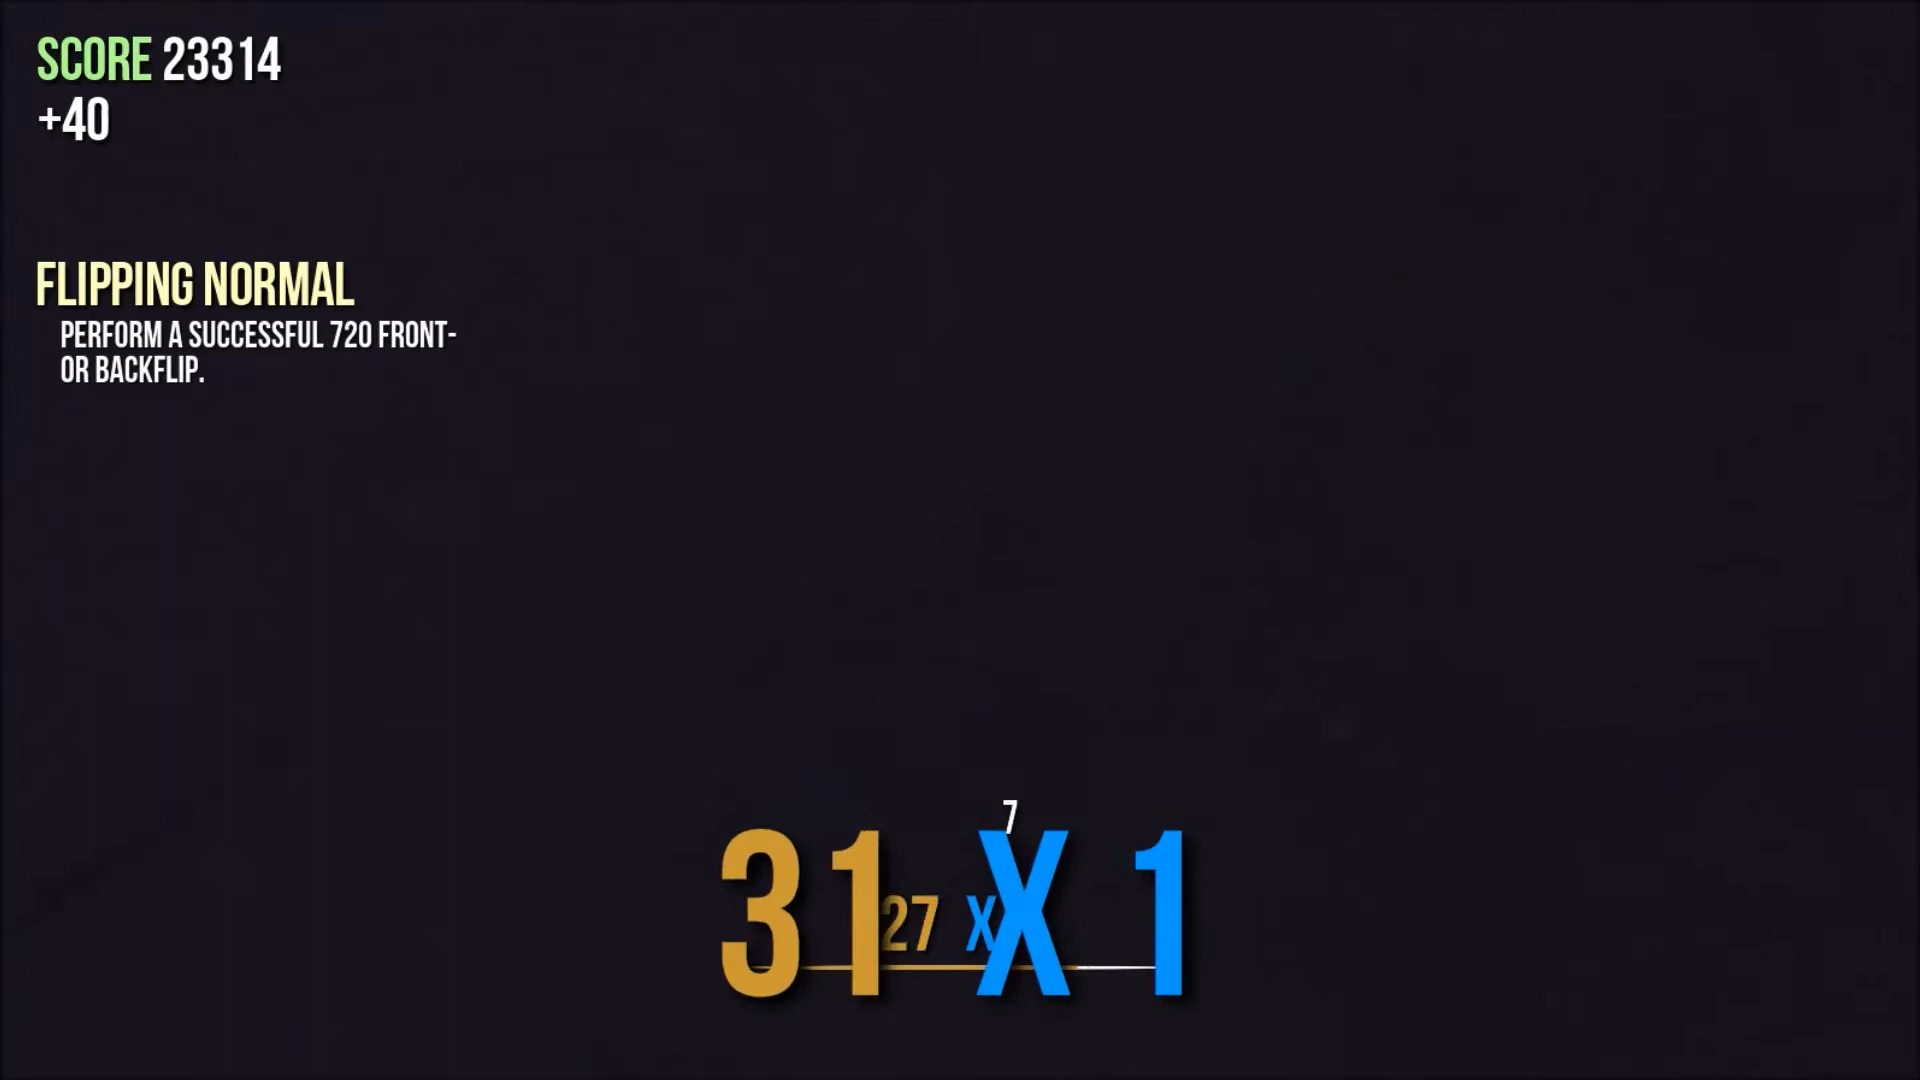 SCORE 23314
+40
FLIPPING NORMAL
PERFORM A SUCCESSFUL 720 FRONT-
OR BACKFLIP.
7
31 X 1
27 X